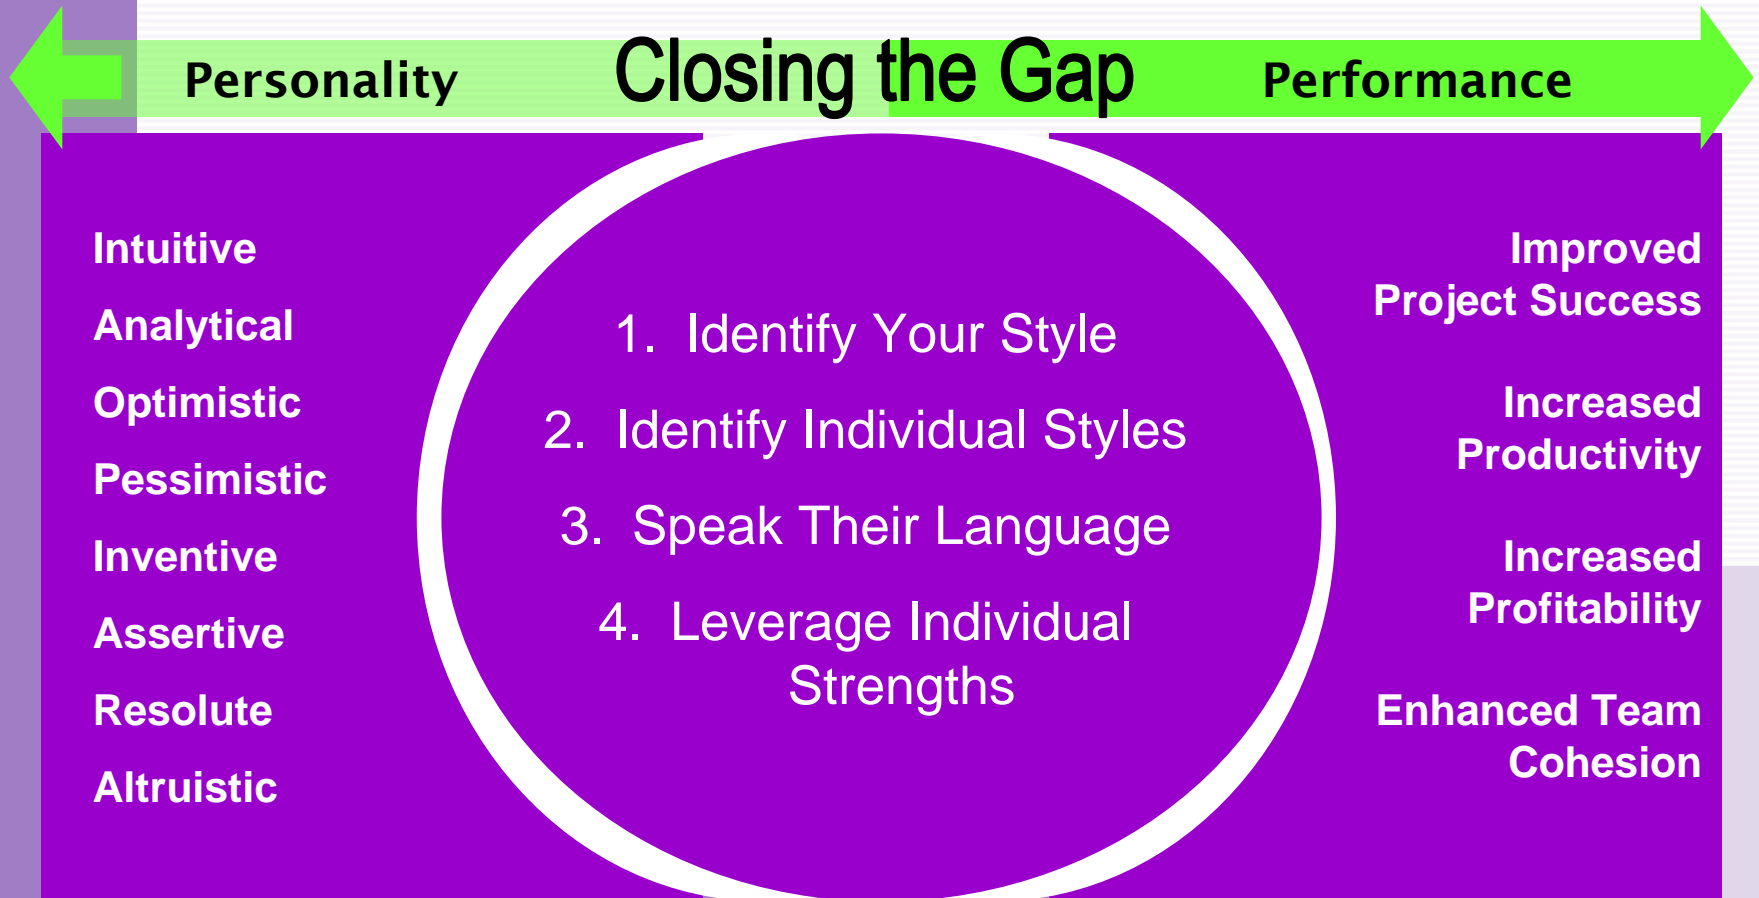 Personality
Closing the Gap
Performance
Intuitive
Analytical
Optimistic
Pessimistic
Inventive
Assertive
Resolute
Altruistic
1. Identify Your Style
2. Identify Individual Styles
3. Speak Their Language
4. Leverage Individual
Strengths
Improved
Project Success
Increased
Productivity
Increased
Profitability
Enhanced Team
Cohesion